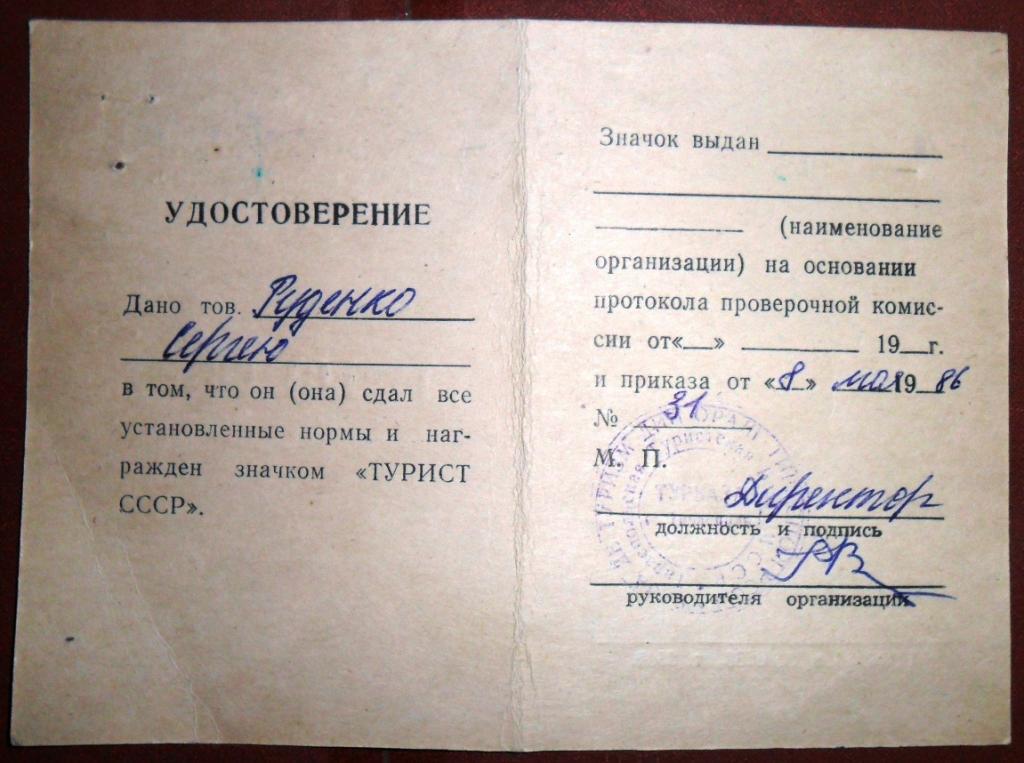 УДОСТОВЕРЕНИЕ
Дано тов. Руденко
Сергею
в том, что он (она) сдал все
установленные нормы и наг-
ражден значком «ТУРИСТ
СССР».
Значок выдан
(наименование
организации) на основании
протокола проверочной комис-
сии от«__» 19__г.
и приказа от «8» мая 1986
№ 31
М. П.
Директор
должность и подпись
руководителя организации